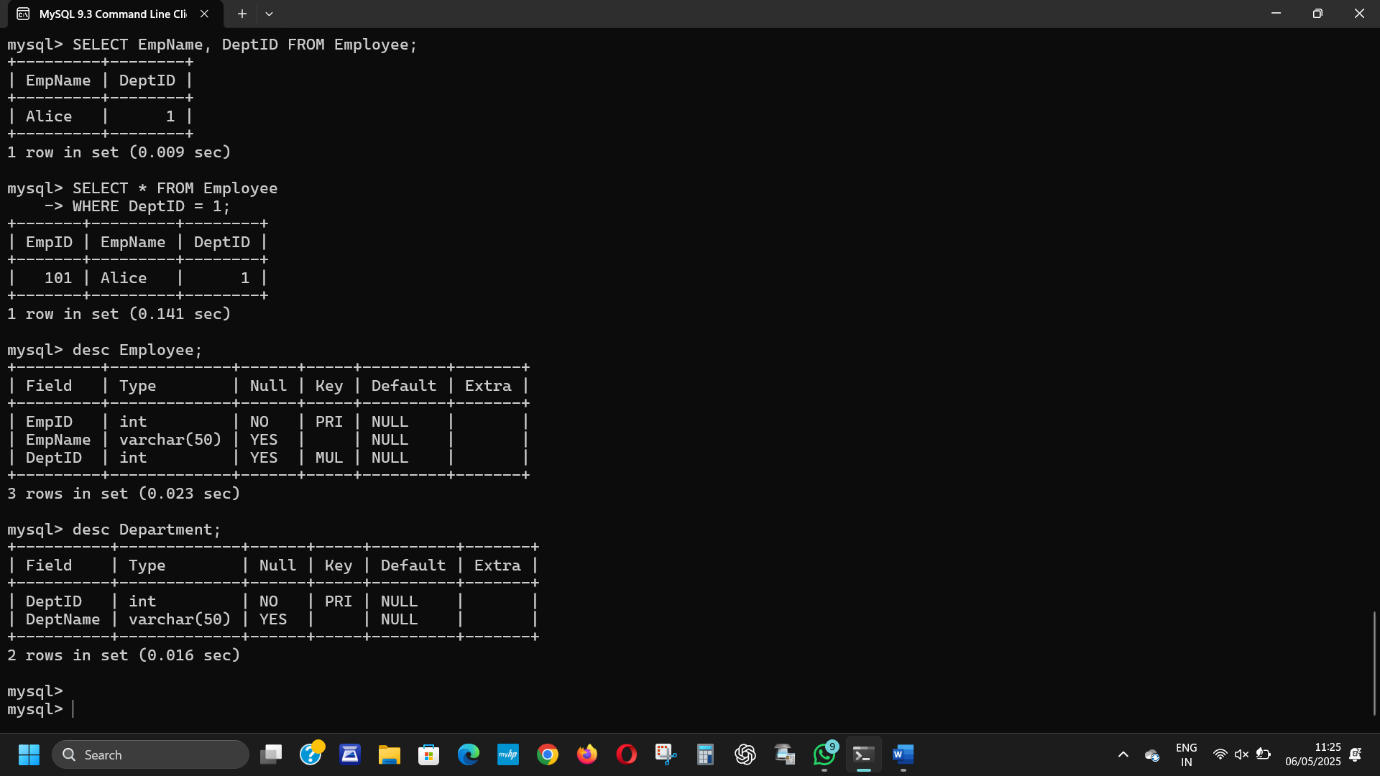 MySQL 9.3 Command Line Cli
mysql> SELECT EmpName, DeptID FROM Employee;
+---------+--------+
| EmpName | DeptID |
+---------+--------+
| Alice   |      1 |
+---------+--------+
1 row in set (0.009 sec)
mysql> SELECT * FROM Employee
    -> WHERE DeptID = 1;
+-------+---------+--------+
| EmpID | EmpName | DeptID |
+-------+---------+--------+
|   101 | Alice   |      1 |
+-------+---------+--------+
1 row in set (0.141 sec)
mysql> desc Employee;
+---------+-------------+------+-----+---------+-------+
| Field   | Type        | Null | Key | Default | Extra |
+---------+-------------+------+-----+---------+-------+
| EmpID   | int         | NO   | PRI | NULL    |       |
| EmpName | varchar(50) | YES  |     | NULL    |       |
| DeptID  | int         | YES  | MUL | NULL    |       |
+---------+-------------+------+-----+---------+-------+
3 rows in set (0.023 sec)
mysql> desc Department;
+----------+-------------+------+-----+---------+-------+
| Field    | Type        | Null | Key | Default | Extra |
+----------+-------------+------+-----+---------+-------+
| DeptID   | int         | NO   | PRI | NULL    |       |
| DeptName | varchar(50) | YES  |     | NULL    |       |
+----------+-------------+------+-----+---------+-------+
2 rows in set (0.016 sec)
mysql>
mysql>
Search
myhp
9
W
ENG
IN
11:25
06/05/2025